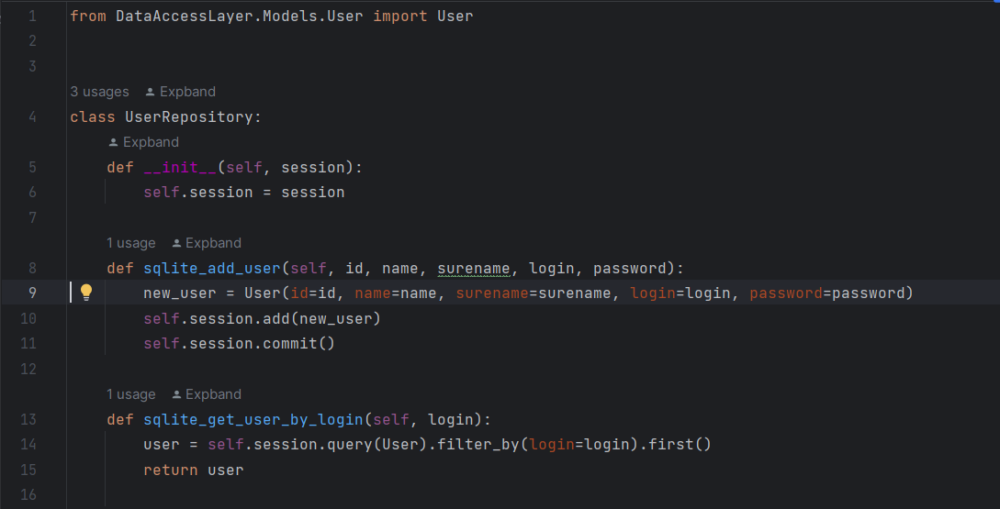 1 from DataAccessLayer.Models.User import User
2
3
3 usages Expband
4 class UserRepository:
Expband
5 def __init__(self, session):
6 self.session = session
7
1 usage Expband
8 def sqlite_add_user(self, id, name, surename, login, password):
9 new_user = User(id=id, name=name, surename=surename, login=login, password=password)
10 self.session.add(new_user)
11 self.session.commit()
12
1 usage Expband
13 def sqlite_get_user_by_login(self, login):
14 user = self.session.query(User).filter_by(login=login).first()
15 return user
16